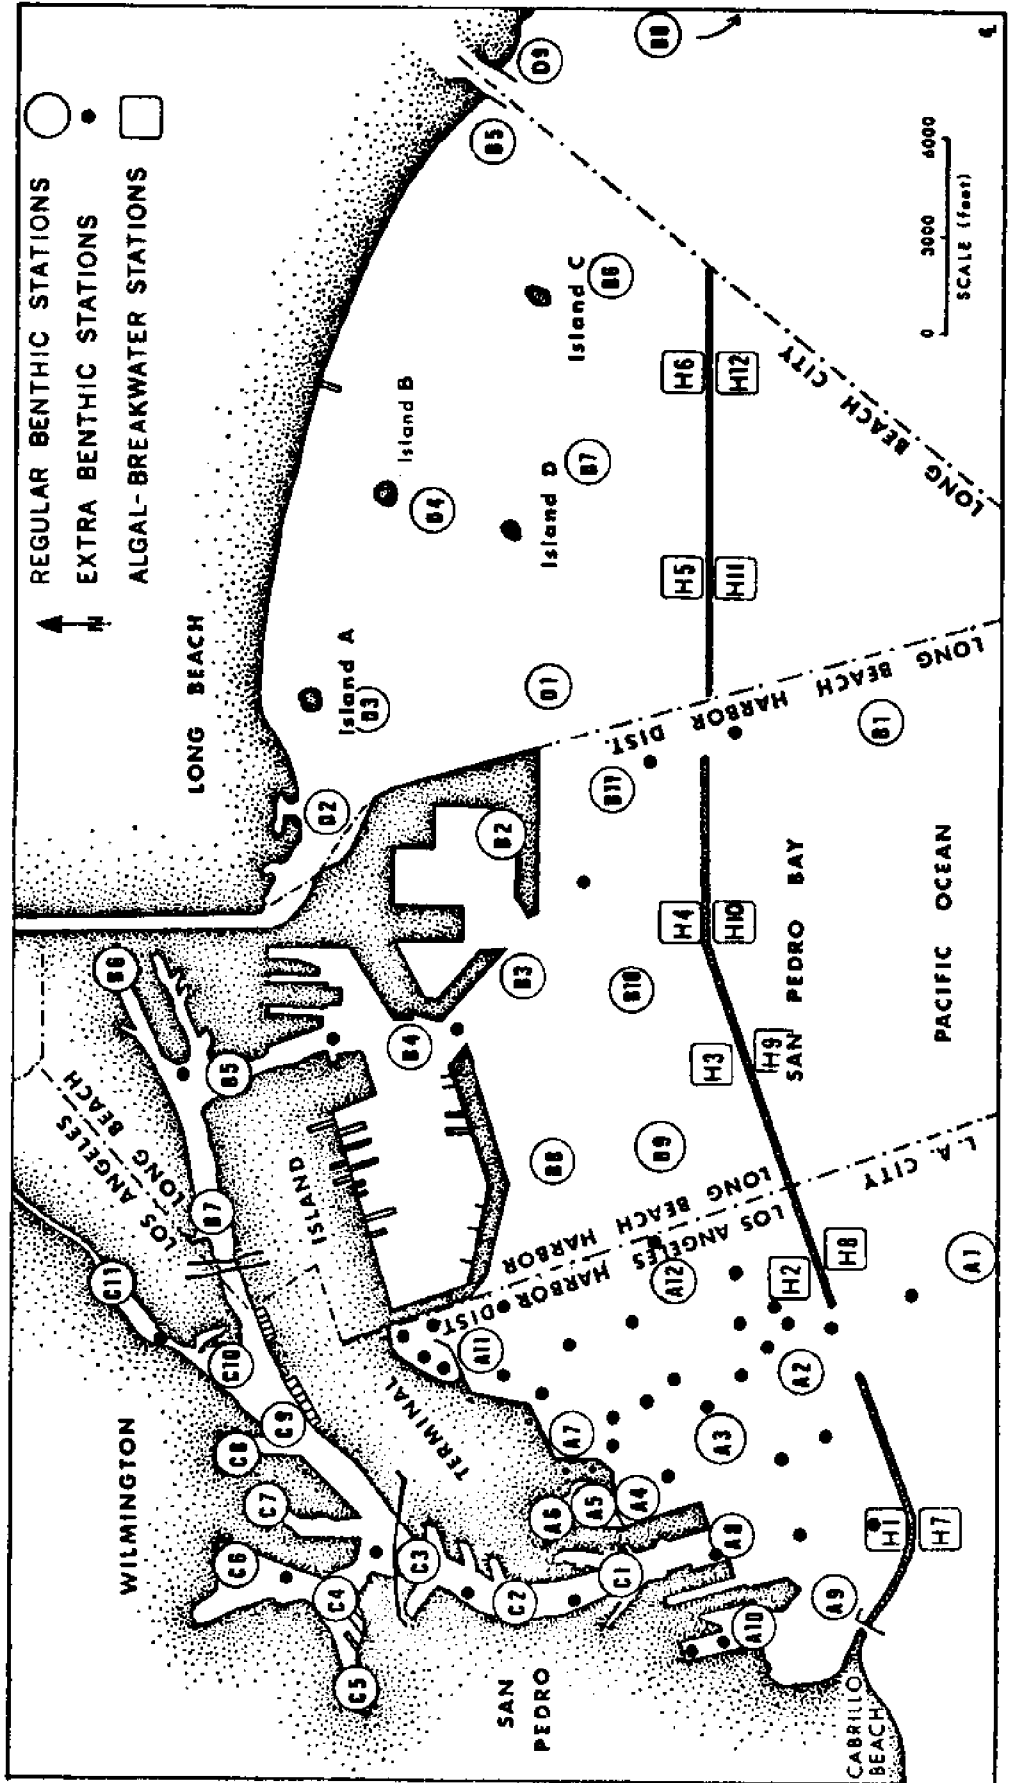 REGULAR BENTHIC STATIONS
EXTRA BENTHIC STATIONS
ALGAL-BREAKWATER STATIONS
N
WILMINGTON
LONG BEACH
SAN
PEDRO
CABRILLO
BEACH
TERMINAL
ISLAND
LOS ANGELES
LONG BEACH
Island A
Island B
Island C
Island D
LOS ANGELES HARBOR DIST.
LONG BEACH HARBOR
LONG BEACH HARBOR DIST.
LONG BEACH CITY
L.A. CITY
SAN PEDRO BAY
PACIFIC OCEAN
0 3000 6000
SCALE (feet)
C11
C10
C9
C8
C7
C6
C5
C4
C3
C2
C1
B6
B5
B7
B4
B3
B2
B1
B8
B9
B10
B11
A1
A2
A3
A4
A5
A6
A7
A8
A9
A10
A11
A12
D1
D2
D3
D9
H1
H2
H3
H4
H5
H6
H7
H8
H9
H10
H11
H12